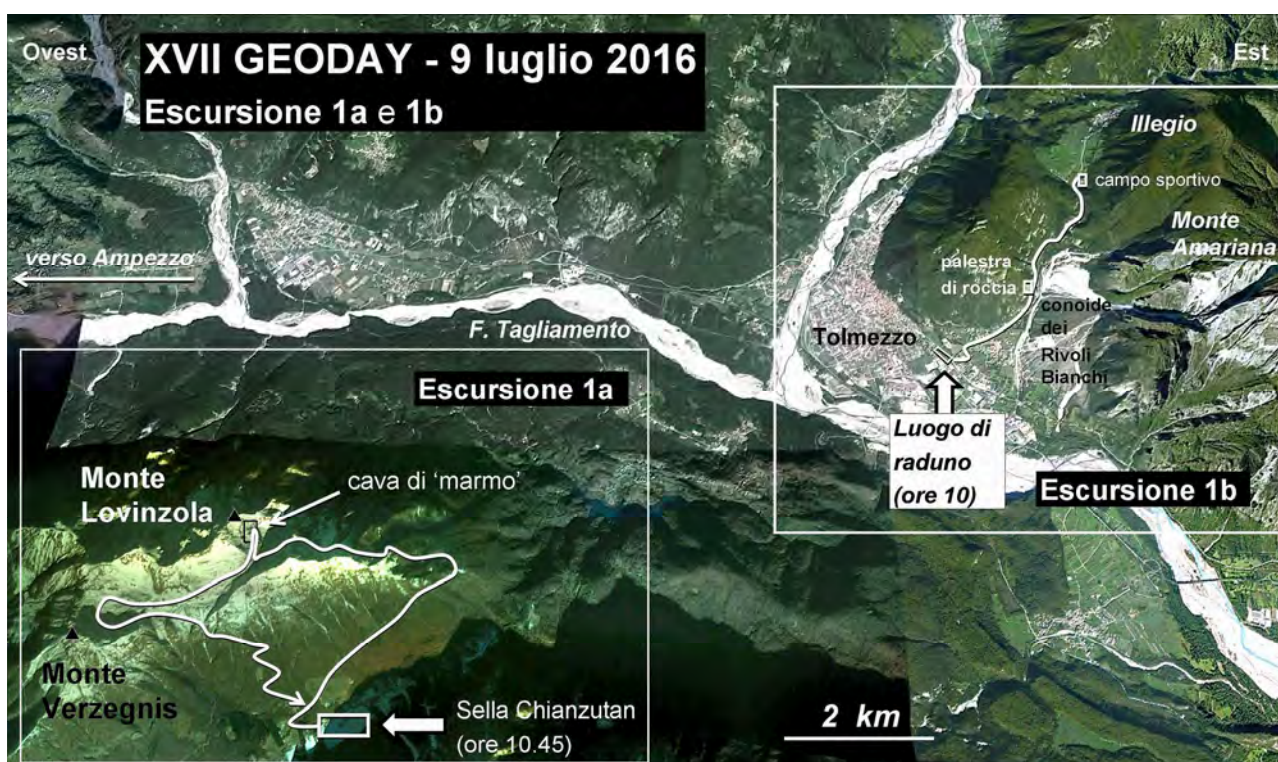 Ovest
XVII GEODAY - 9 luglio 2016
Escursione 1a e 1b
Est
Illegio
campo sportivo
Monte
Amariana
verso Ampezzo
palestra
di roccia
conoide
dei
Rivoli
Bianchi
F. Tagliamento
Tolmezzo
Escursione 1a
Luogo di
raduno
(ore 10)
Escursione 1b
Monte
Lovinzola
cava di ‘marmo’
Monte
Verzegnis
Sella Chianzutan
(ore 10.45)
2 km